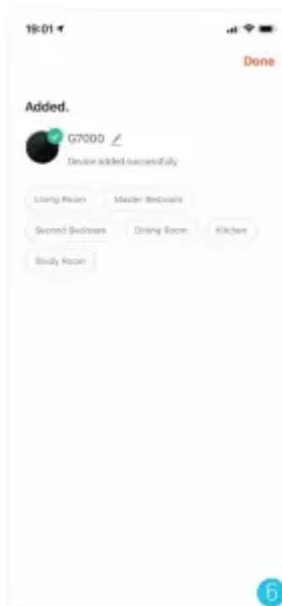 19:01
Done
Added.
G7000
Device added successfully
Living Room Master Bedroom
Second Bedroom Dining Room Kitchen
Study Room
6